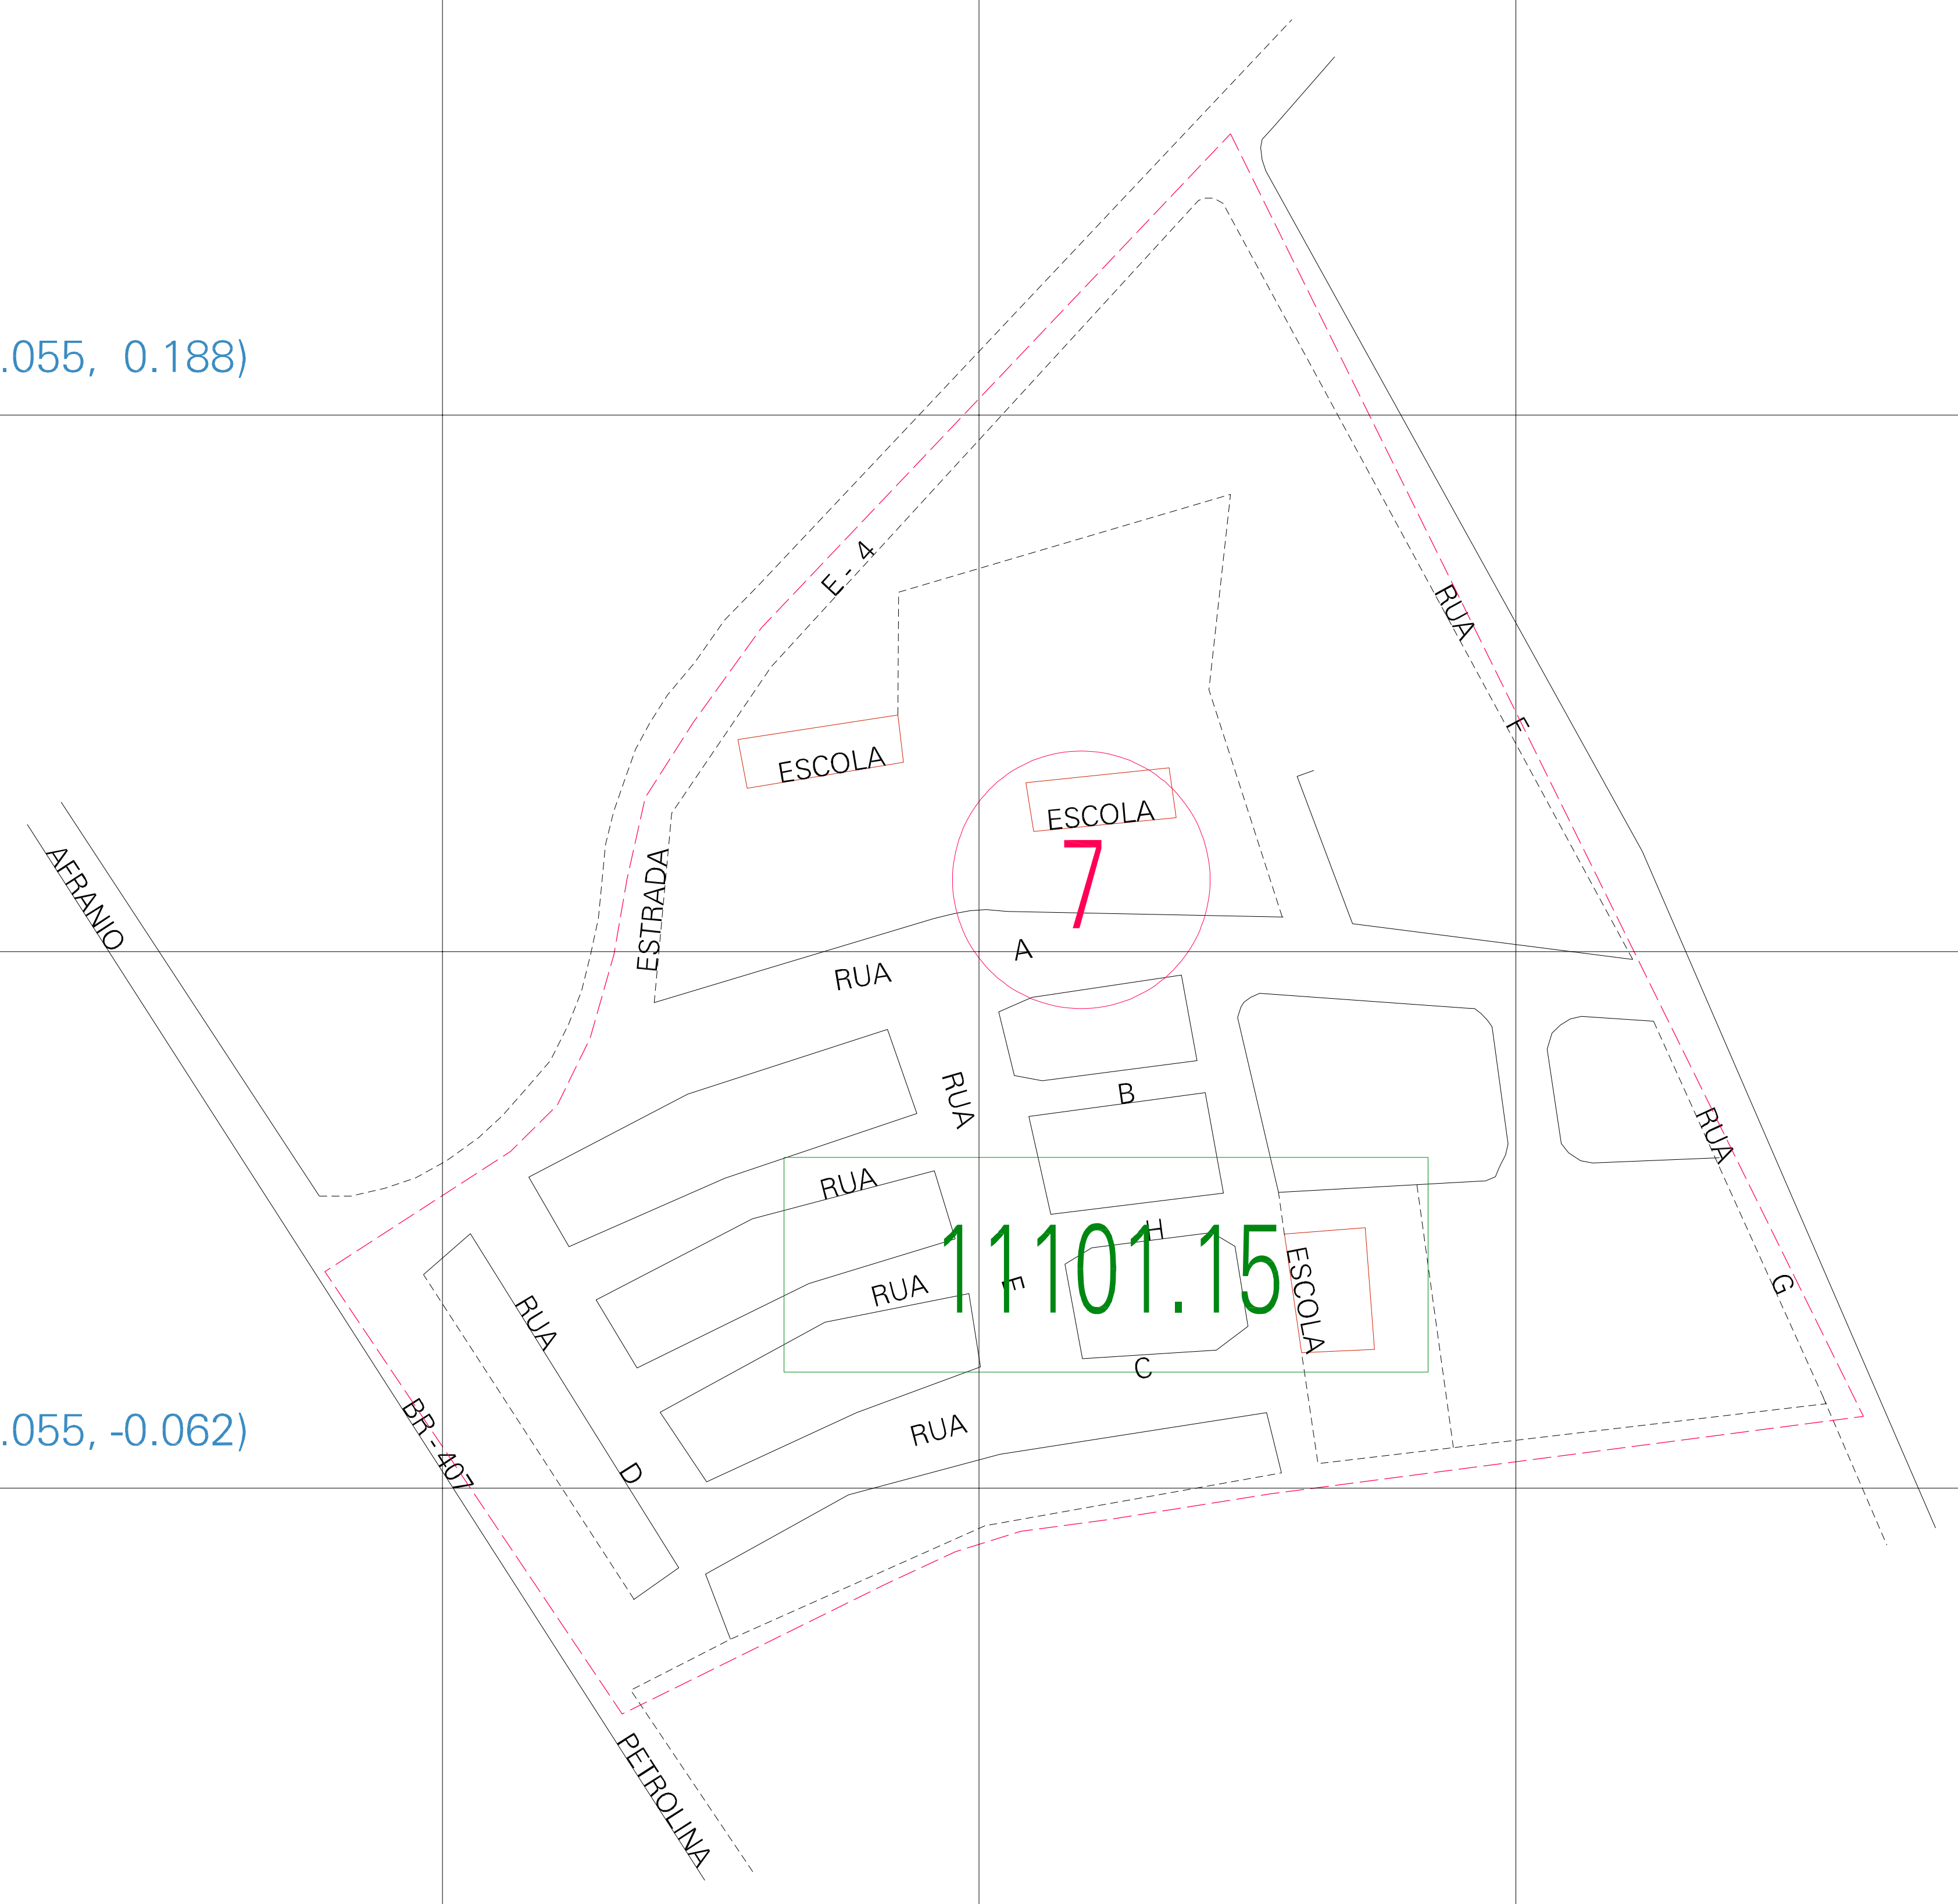 .055, 0.188)
E - 4
RUA F
ESCOLA
ESCOLA
7
AFRANIO
ESTRADA
RUA A
RUA
B
RUA
RUA
H
11101.15
F
RUA
ESCOLA
G
RUA
C
RUA
.055, -0.062)
BR - 407
D
PETROLINA